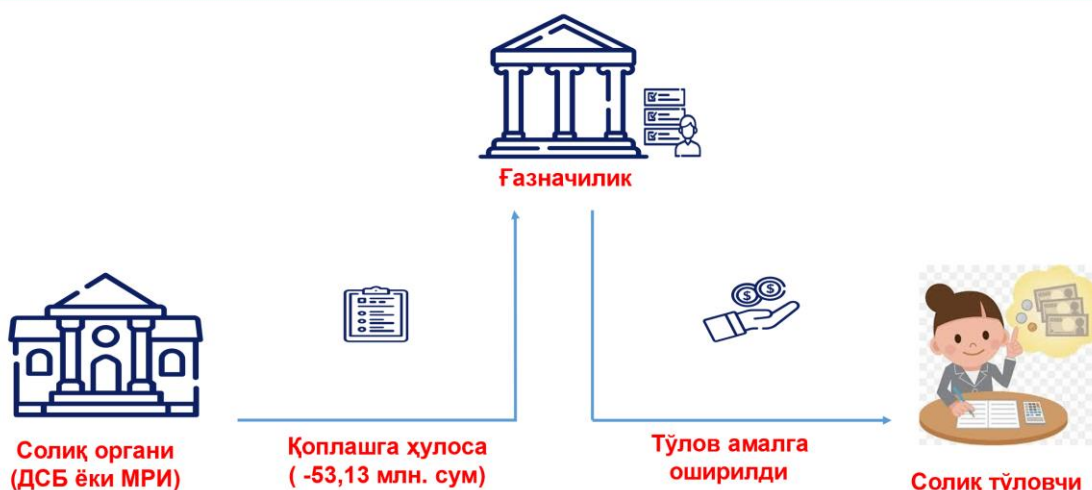 Ғазначилик
Солиқ органи
(ДСБ ёки МРИ)
Қоплашга ҳулоса
( -53,13 млн. сум)
Тўлов амалга
оширилди
Солиқ тўловчи